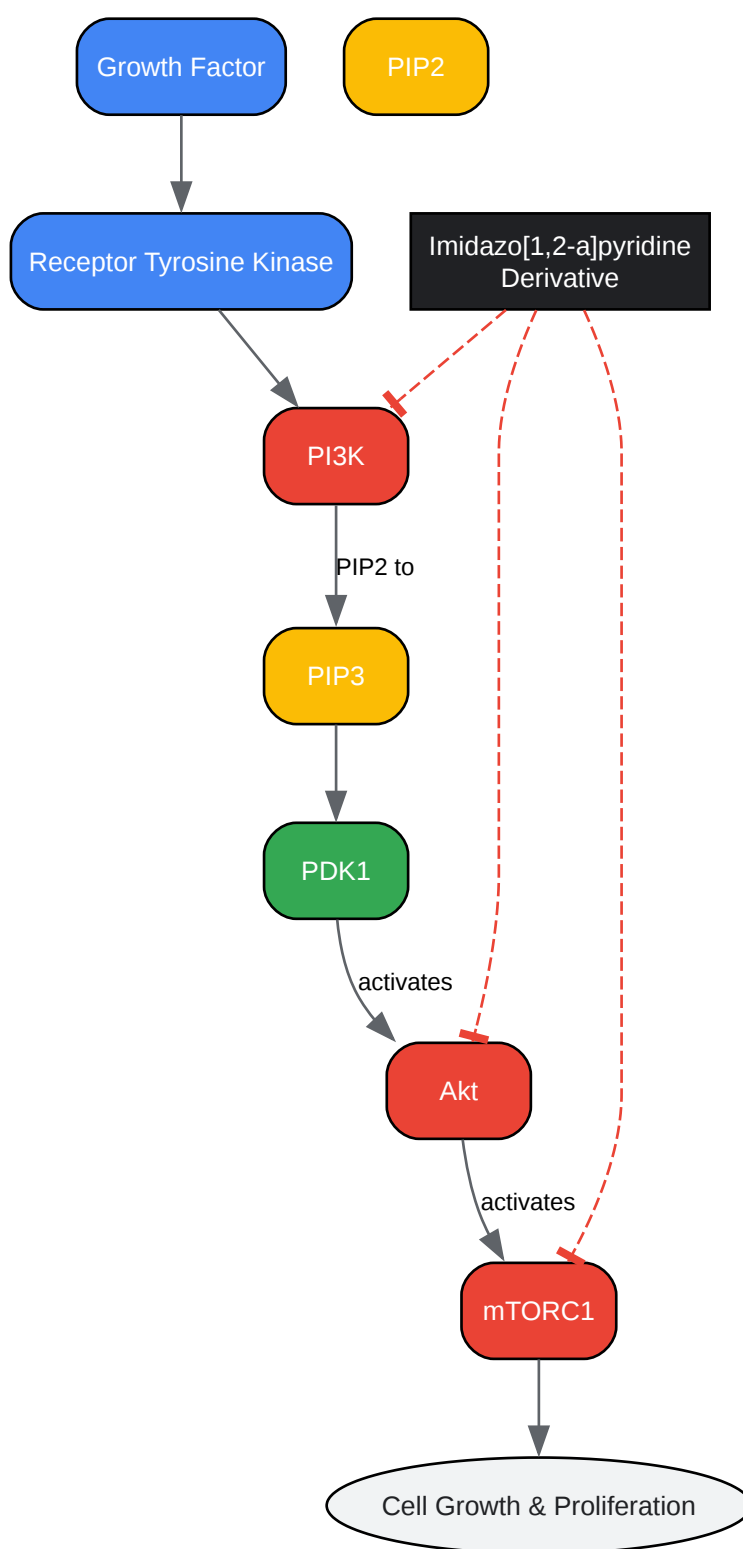 Growth Factor
PIP2
Receptor Tyrosine Kinase
Imidazo[1,2-a]pyridine
Derivative
PI3K
PIP2 to
PIP3
PDK1
activates
Akt
activates
mTORC1
Cell Growth & Proliferation